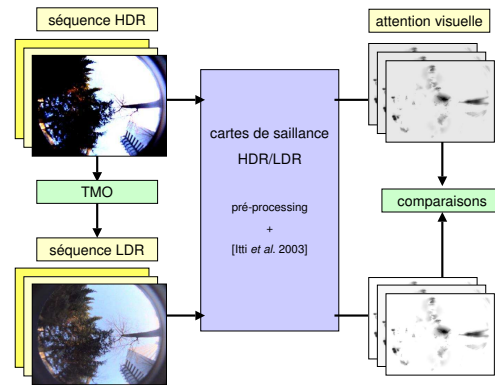 séquence HDR
attention visuelle
cartes de saillance
HDR/LDR
pré-processing
+
[Itti et al. 2003]
TMO
comparaisons
séquence LDR